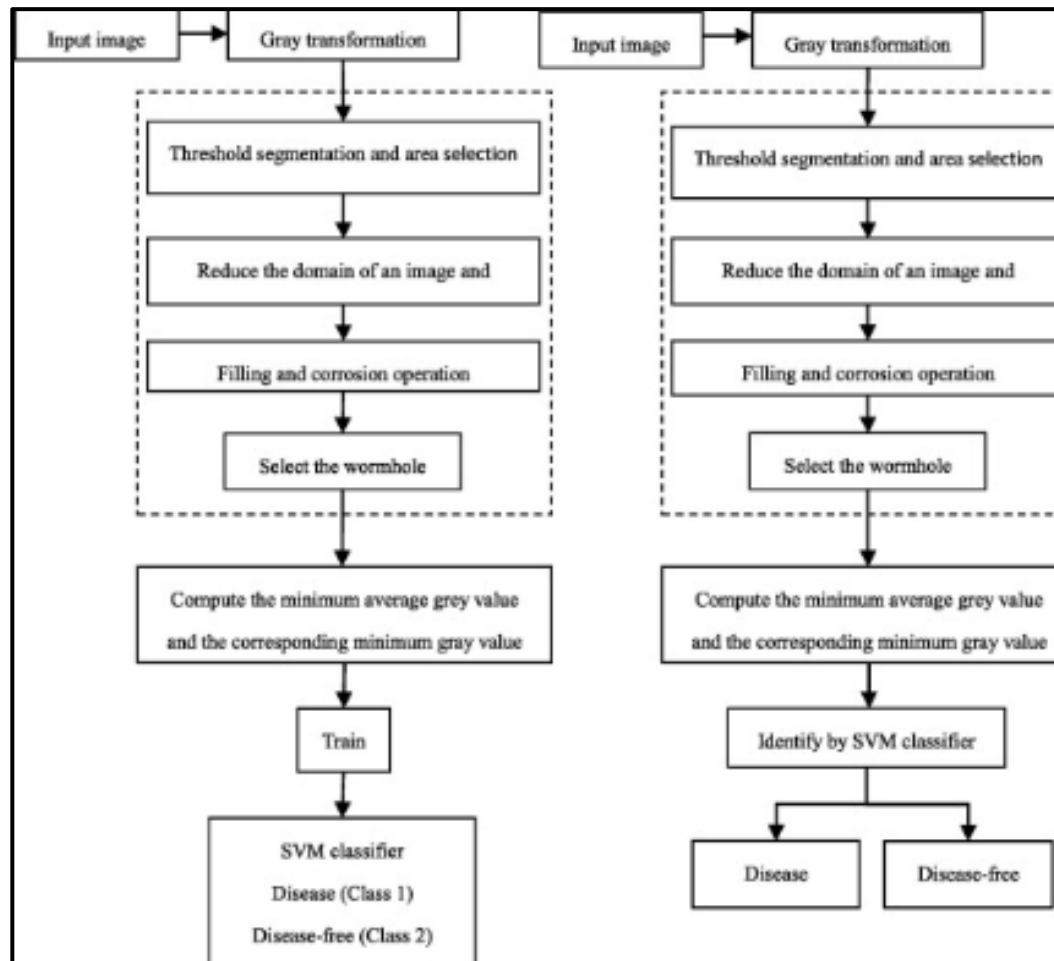 Input image
Gray transformation
Threshold segmentation and area selection
Reduce the domain of an image and
Filling and corrosion operation
Select the wormhole
Compute the minimum average grey value
and the corresponding minimum gray value
Train
SVM classifier
Disease (Class 1)
Disease-free (Class 2)
Input image
Gray transformation
Threshold segmentation and area selection
Reduce the domain of an image and
Filling and corrosion operation
Select the wormhole
Compute the minimum average grey value
and the corresponding minimum gray value
Identify by SVM classifier
Disease
Disease-free